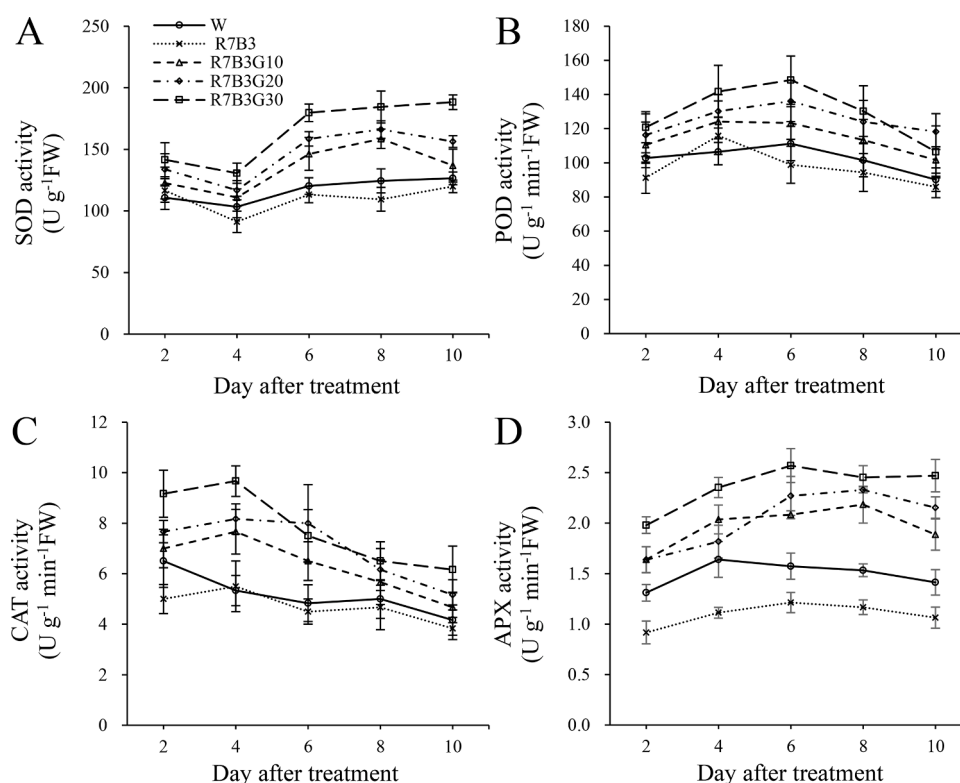 A
SOD activity
(U g⁻¹FW)
250
200
150
100
50
0
W
R7B3
R7B3G10
R7B3G20
R7B3G30
2 4 6 8 10
Day after treatment
B
POD activity
(U g⁻¹ min⁻¹FW)
180
160
140
120
100
80
60
40
20
0
2 4 6 8 10
Day after treatment
C
CAT activity
(U g⁻¹ min⁻¹FW)
12
10
8
6
4
2
0
2 4 6 8 10
Day after treatment
D
APX activity
(U g⁻¹ min⁻¹FW)
3.0
2.5
2.0
1.5
1.0
0.5
0.0
2 4 6 8 10
Day after treatment